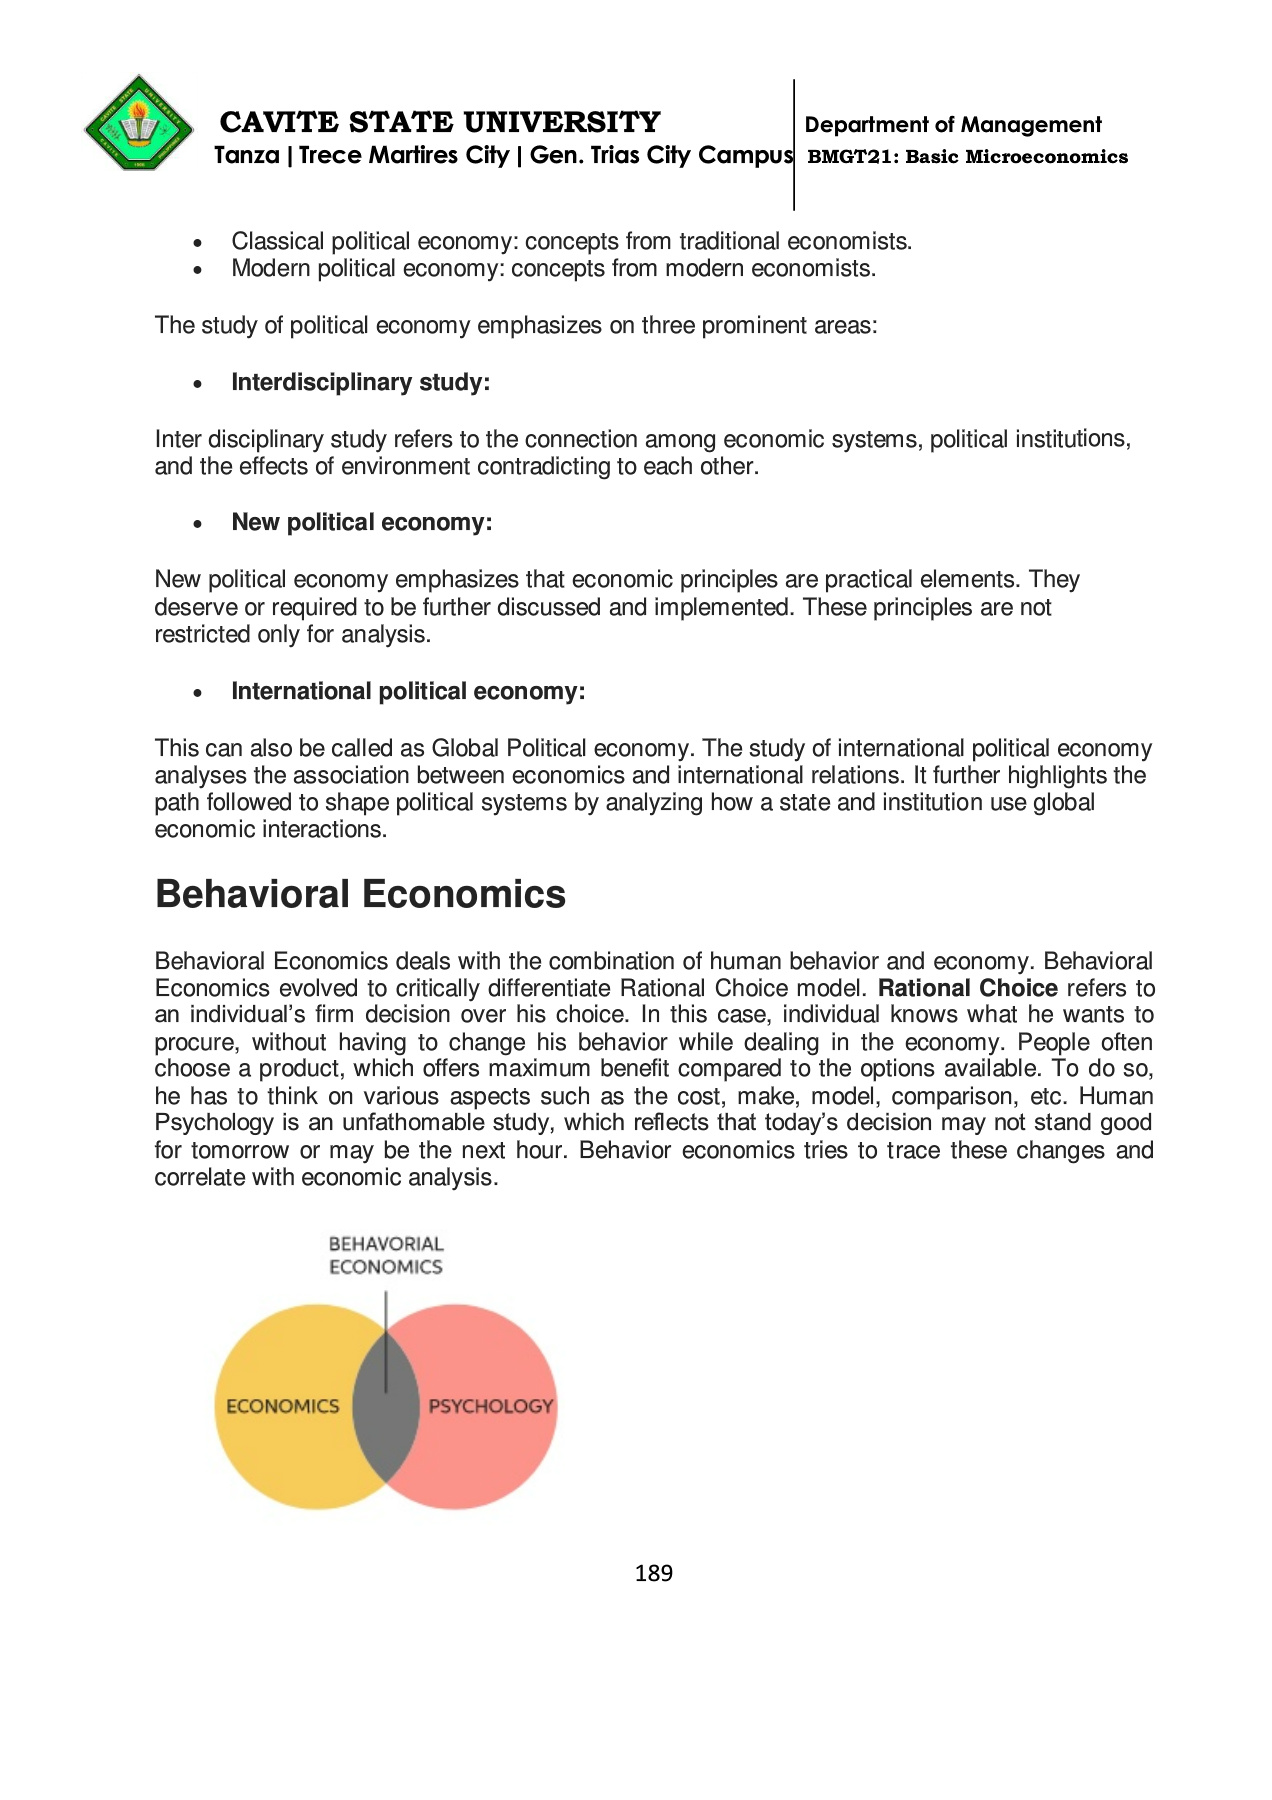 CAVITE STATE UNIVERSITY
Tanza | Trece Martires City | Gen. Trias City Campus
Department of Management
BMGT21: Basic Microeconomics
• Classical political economy: concepts from traditional economists.
• Modern political economy: concepts from modern economists.
The study of political economy emphasizes on three prominent areas:
• Interdisciplinary study:
Inter disciplinary study refers to the connection among economic systems, political institutions,
and the effects of environment contradicting to each other.
• New political economy:
New political economy emphasizes that economic principles are practical elements. They
deserve or required to be further discussed and implemented. These principles are not
restricted only for analysis.
• International political economy:
This can also be called as Global Political economy. The study of international political economy
analyses the association between economics and international relations. It further highlights the
path followed to shape political systems by analyzing how a state and institution use global
economic interactions.
Behavioral Economics
Behavioral Economics deals with the combination of human behavior and economy. Behavioral
Economics evolved to critically differentiate Rational Choice model. Rational Choice refers to
an individual’s firm decision over his choice. In this case, individual knows what he wants to
procure, without having to change his behavior while dealing in the economy. People often
choose a product, which offers maximum benefit compared to the options available. To do so,
he has to think on various aspects such as the cost, make, model, comparison, etc. Human
Psychology is an unfathomable study, which reflects that today’s decision may not stand good
for tomorrow or may be the next hour. Behavior economics tries to trace these changes and
correlate with economic analysis.
BEHAVORIAL
ECONOMICS
ECONOMICS
PSYCHOLOGY
189